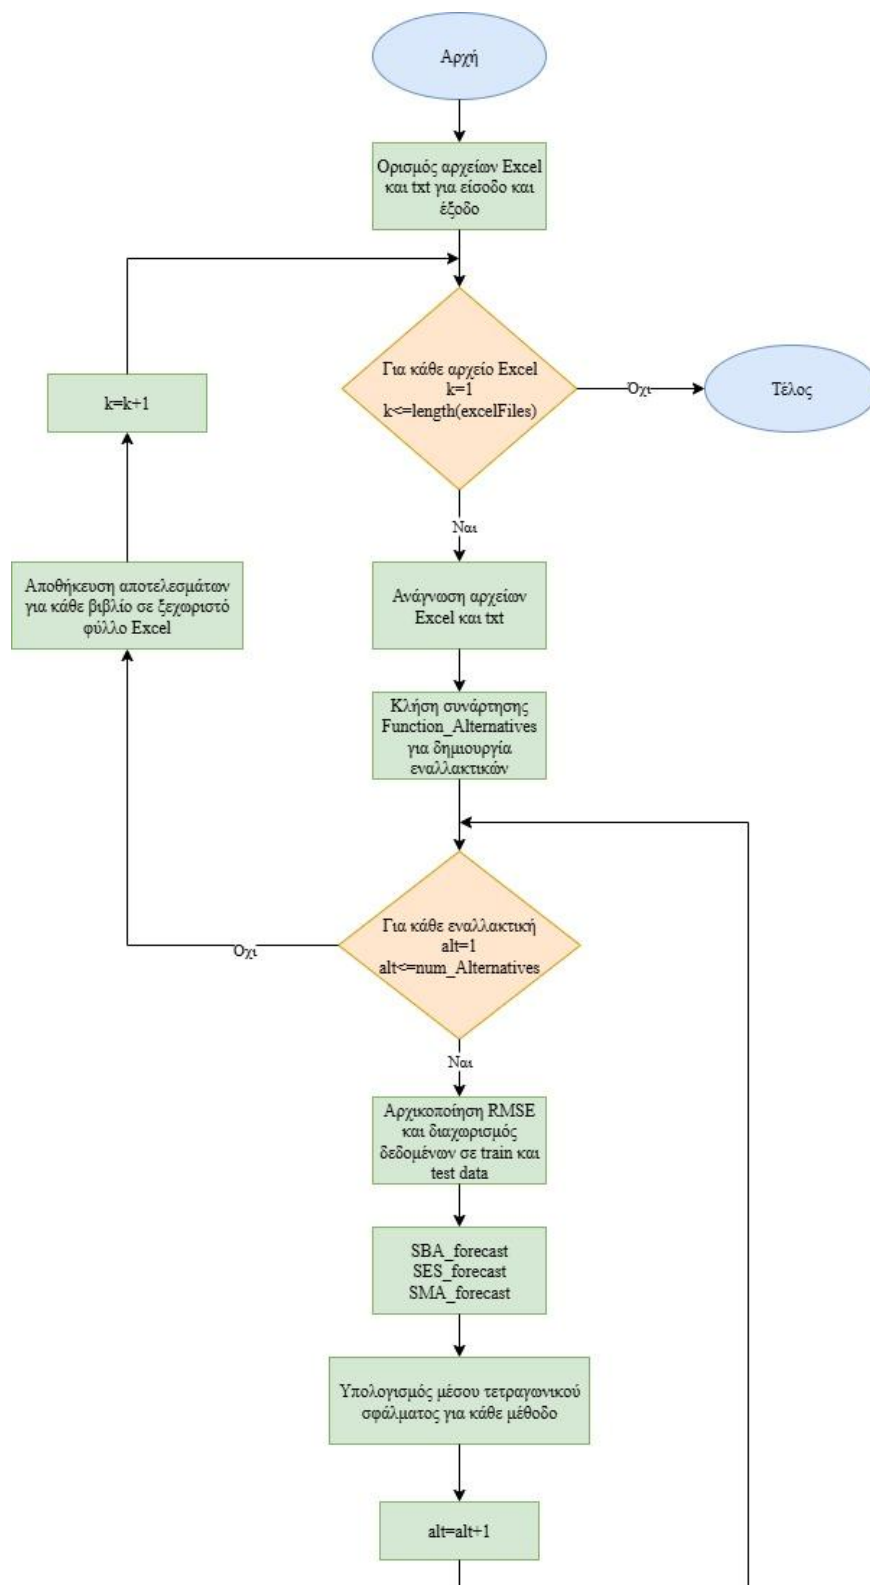 Αρχή
Ορισμός αρχείων Excel
και txt για είσοδο και
έξοδο
Για κάθε αρχείο Excel
k=1
k<=length(excelFiles)
Όχι
Τέλος
k=k+1
Ναι
Αποθήκευση αποτελεσμάτων
για κάθε βιβλίο σε ξεχωριστό
φύλλο Excel
Ανάγνωση αρχείων
Excel και txt
Κλήση συνάρτησης
Function_Alternatives
για δημιουργία
εναλλακτικών
Για κάθε εναλλακτική
alt=1
alt<=num_Alternatives
Όχι
Ναι
Αρχικοποίηση RMSE
και διαχωρισμός
δεδομένων σε train και
test data
SBA_forecast
SES_forecast
SMA_forecast
Υπολογισμός μέσου τετραγωνικού
σφάλματος για κάθε μέθοδο
alt=alt+1